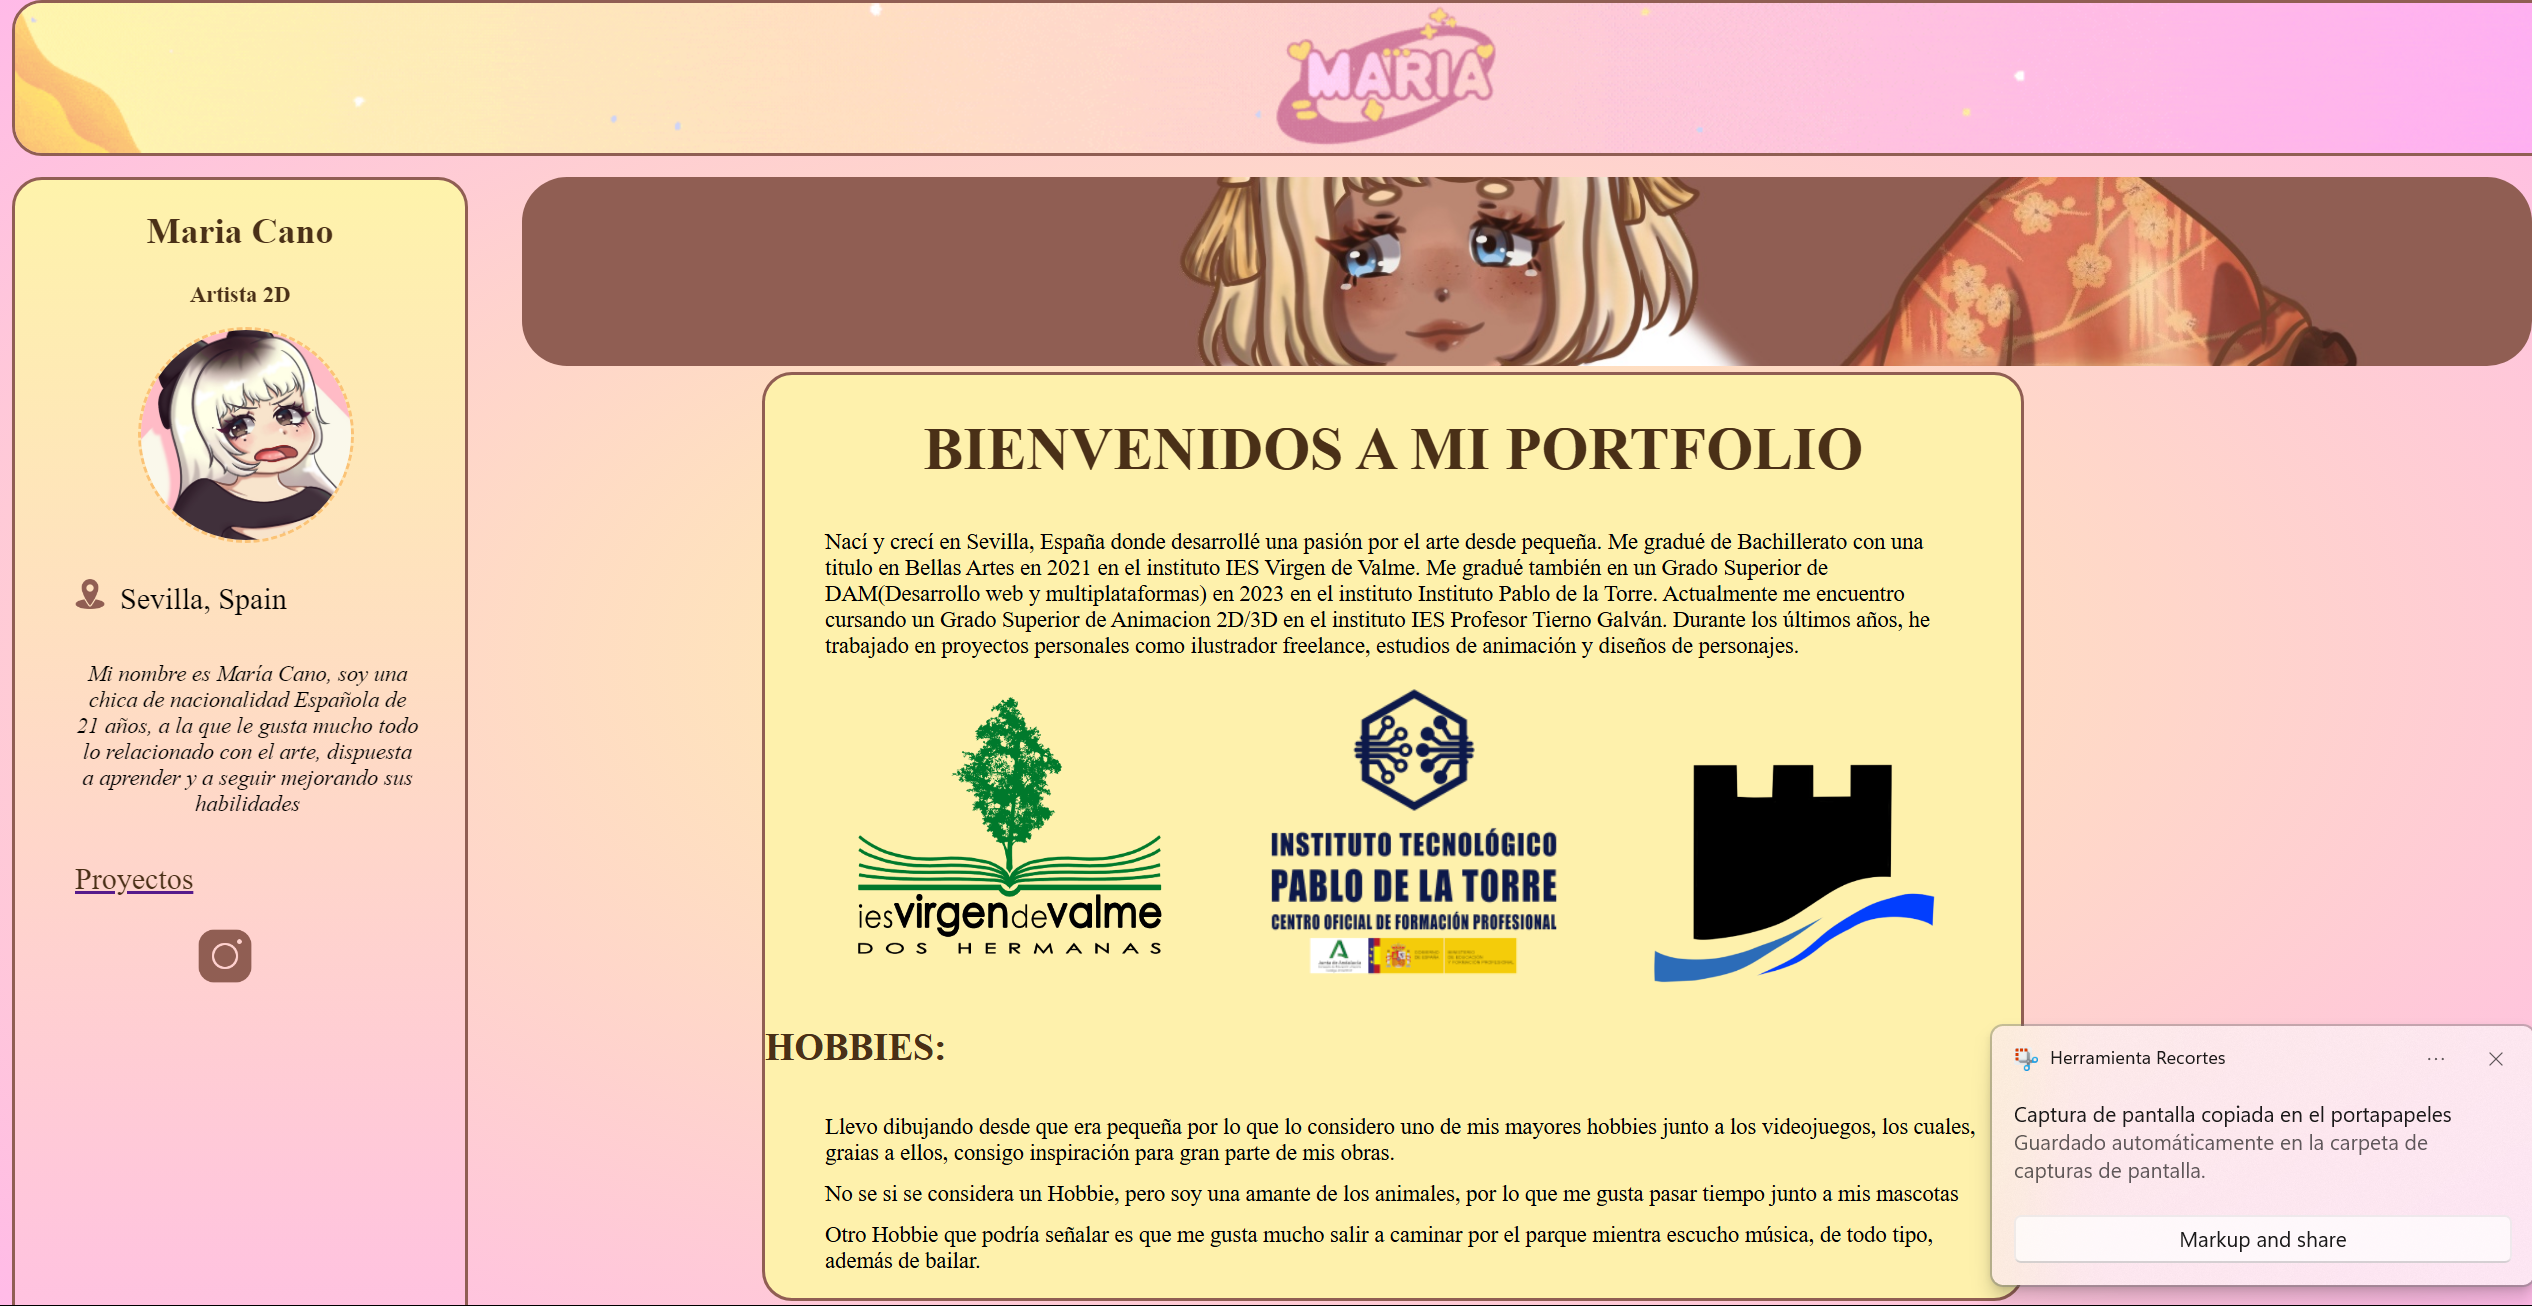 MARIA
Maria Cano
Artista 2D
Sevilla, Spain
Mi nombre es María Cano, soy una
chica de nacionalidad Española de
21 años, a la que le gusta mucho todo
lo relacionado con el arte, dispuesta
a aprender y a seguir mejorando sus
habilidades
Proyectos
BIENVENIDOS A MI PORTFOLIO
Nací y crecí en Sevilla, España donde desarrollé una pasión por el arte desde pequeña. Me gradué de Bachillerato con una
titulo en Bellas Artes en 2021 en el instituto IES Virgen de Valme. Me gradué también en un Grado Superior de
DAM(Desarrollo web y multiplataformas) en 2023 en el instituto Instituto Pablo de la Torre. Actualmente me encuentro
cursando un Grado Superior de Animacion 2D/3D en el instituto IES Profesor Tierno Galván. Durante los últimos años, he
trabajado en proyectos personales como ilustrador freelance, estudios de animación y diseños de personajes.
iesvirgendevalme
DOS HERMANAS
INSTITUTO TECNOLÓGICO
PABLO DE LA TORRE
CENTRO OFICIAL DE FORMACIÓN PROFESIONAL
Junta de Andalucía
HOBBIES:
Llevo dibujando desde que era pequeña por lo que lo considero uno de mis mayores hobbies junto a los videojuegos, los cuales,
graias a ellos, consigo inspiración para gran parte de mis obras.
No se si se considera un Hobbie, pero soy una amante de los animales, por lo que me gusta pasar tiempo junto a mis mascotas
Otro Hobbie que podría señalar es que me gusta mucho salir a caminar por el parque mientra escucho música, de todo tipo,
además de bailar.
Herramienta Recortes
Captura de pantalla copiada en el portapapeles
Guardado automáticamente en la carpeta de
capturas de pantalla.
Markup and share